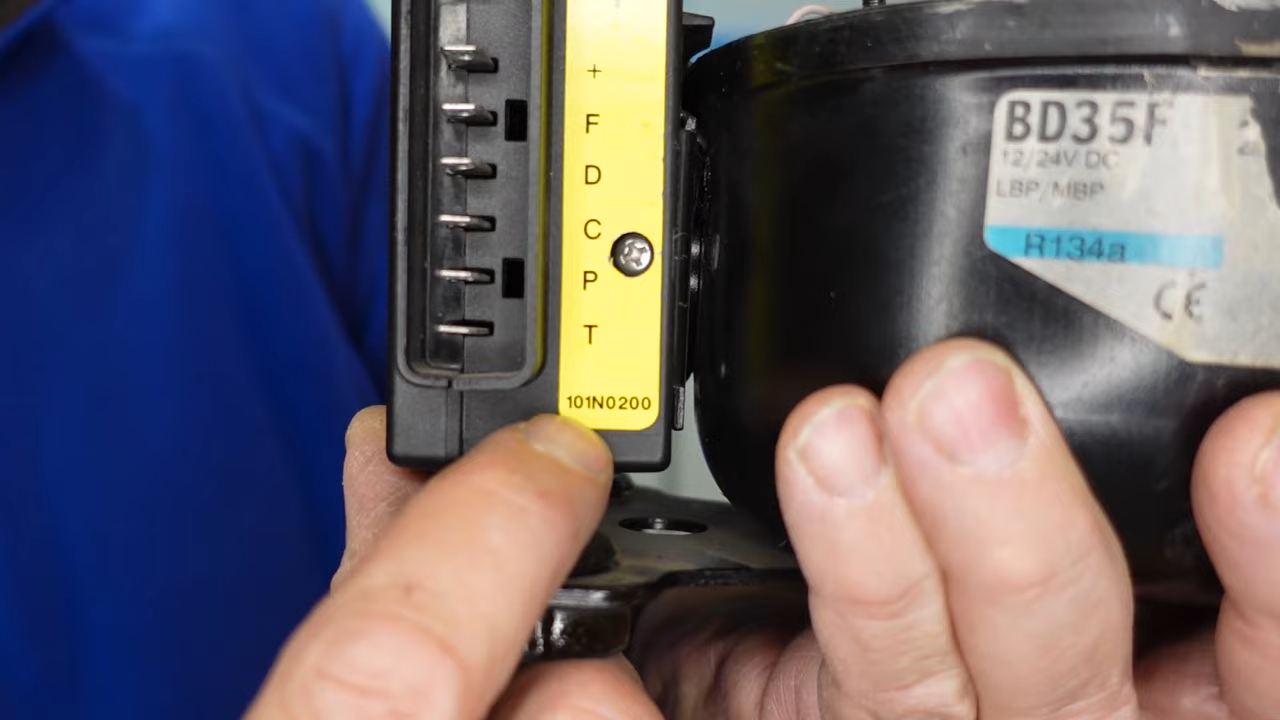 +
F
D
C
P
T
101N0200
BD35F
12/24V DC
LBP/MBP
R134a
CE